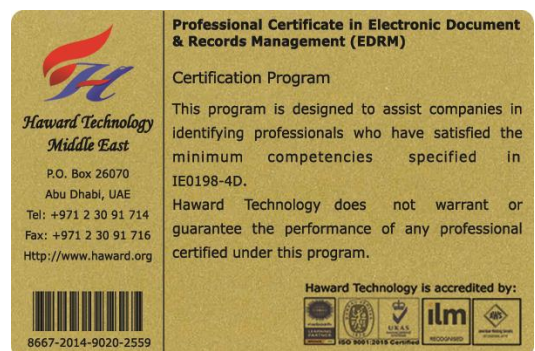 Haward Technology
Middle East
P.O. Box 26070
Abu Dhabi, UAE
Tel: +971 2 30 91 714
Fax: +971 2 30 91 716
Http://www.haward.org
8667-2014-9020-2559
Professional Certificate in Electronic Document
& Records Management (EDRM)
Certification Program
This program is designed to assist companies in
identifying professionals who have satisfied the
minimum competencies specified in
IE0198-4D.
Haward Technology does not warrant or
guarantee the performance of any professional
certified under this program.
Haward Technology is accredited by:
UKAS
ilm
RECOGNISED
AWS
ISO 9001:2015 Certified